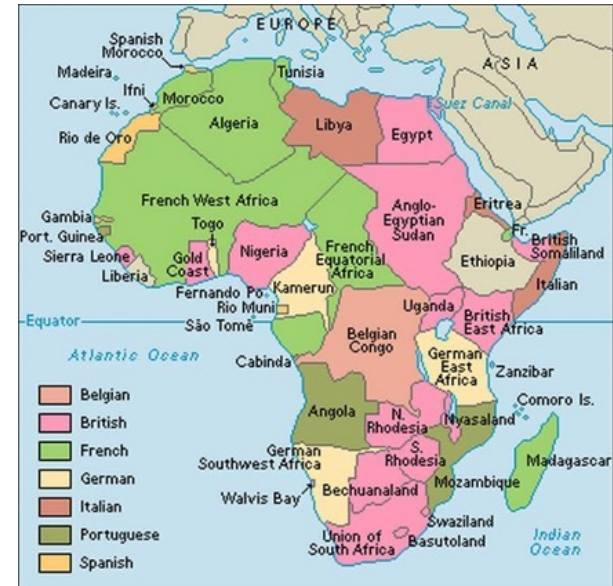 EUROPE
ASIA
Spanish
Morocco
Madeira
Ifni
Canary Is.
Rio de Oro
Morocco
Tunisia
Algeria
Libya
Egypt
Suez Canal
French West Africa
Gambia
Port. Guinea
Sierra Leone
Liberia
Togo
Gold
Coast
Nigeria
French
Equatorial
Africa
Anglo-
Egyptian
Sudan
Eritrea
Fr.
British
Somaliland
Ethiopia
Italian
Kamerun
Fernando Po
Rio Muni
São Tomé
Equator
Uganda
British
East Africa
Belgian
Congo
German
East
Africa
Zanzibar
Atlantic Ocean
Cabinda
Comoro Is.
Angola
N.
Rhodesia
Nyasaland
S.
Rhodesia
Madagascar
German
Southwest Africa
Walvis Bay
Bechuanaland
Mozambique
Swaziland
Basutoland
Union of
South Africa
Indian
Ocean
Belgian
British
French
German
Italian
Portuguese
Spanish